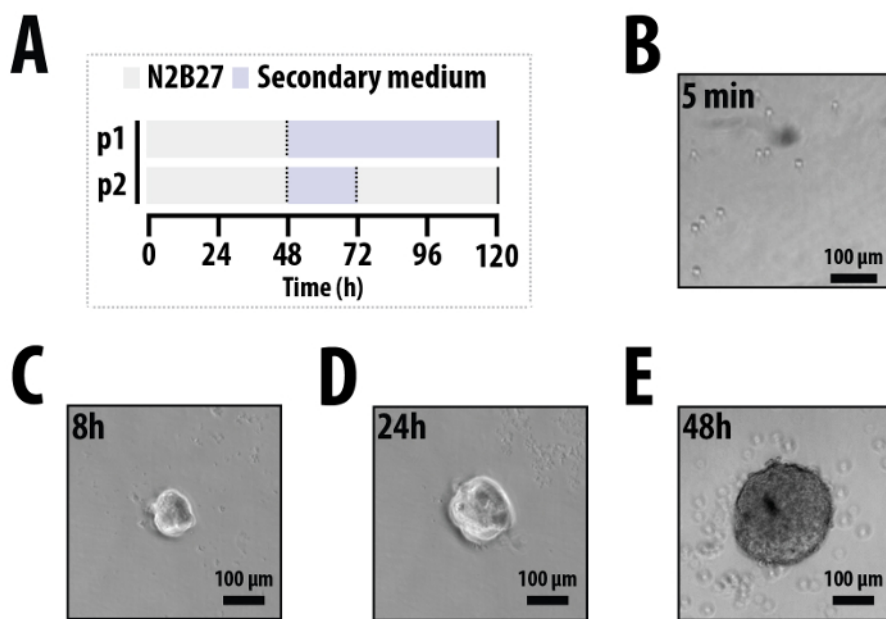 A
N2B27 Secondary medium
p1
p2
0 24 48 72 96 120
Time (h)
B
5 min
100 µm
C
8h
100 µm
D
24h
100 µm
E
48h
100 µm